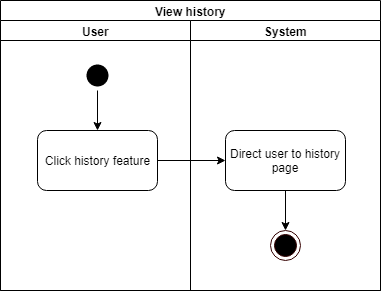 View history
User
System
Click history feature
Direct user to history
page